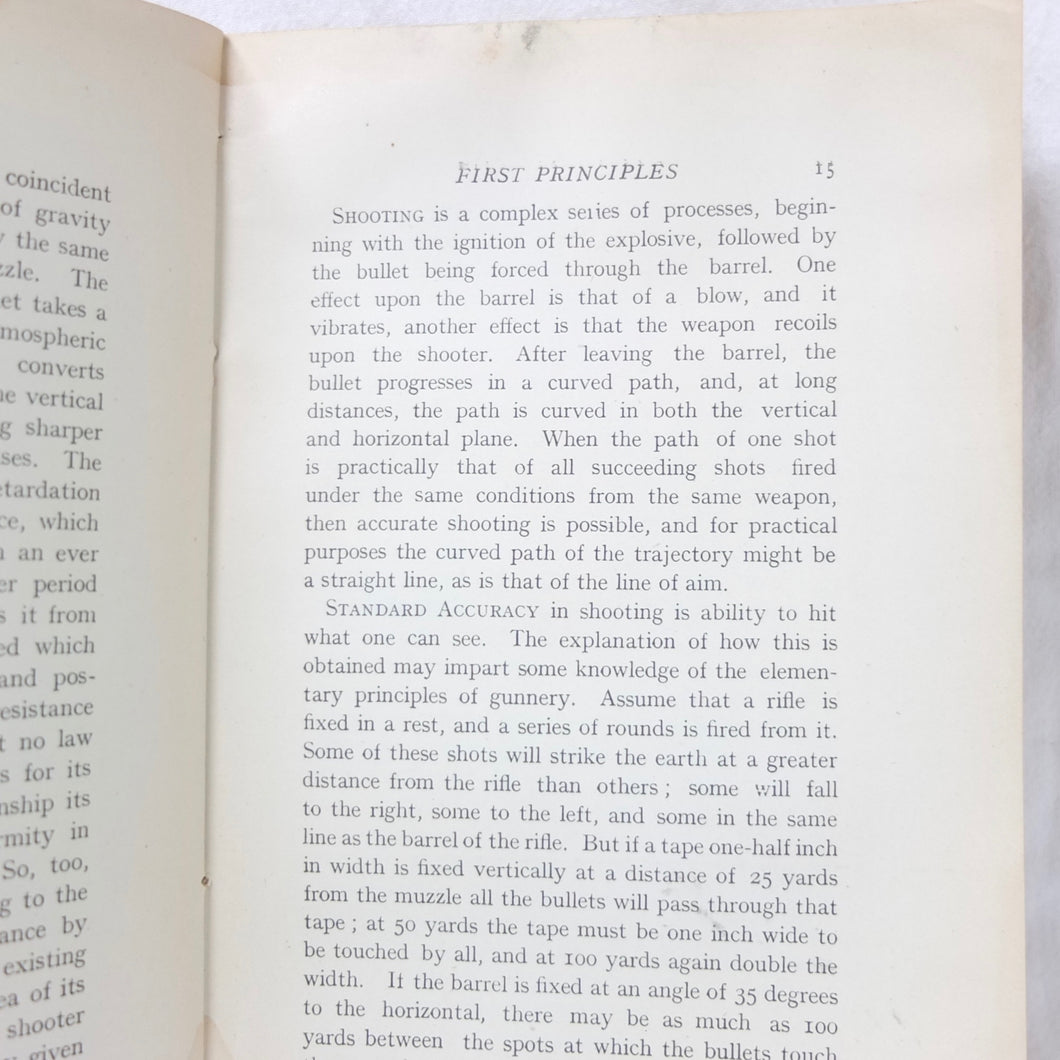 coincident
of gravity
the same
The
takes a
converts
vertical
sharper
The
which
an ever
period
it from
which
and pos-
no law
for its
its
in
So, too,
to the
by
existing
of its
shooter
given
FIRST PRINCIPLES 15
SHOOTING is a complex series of processes, begin-
ning with the ignition of the explosive, followed by
the bullet being forced through the barrel. One
effect upon the barrel is that of a blow, and it
vibrates, another effect is that the weapon recoils
upon the shooter. After leaving the barrel, the
bullet progresses in a curved path, and, at long
distances, the path is curved in both the vertical
and horizontal plane. When the path of one shot
is practically that of all succeeding shots fired
under the same conditions from the same weapon,
then accurate shooting is possible, and for practical
purposes the curved path of the trajectory might be
a straight line, as is that of the line of aim.
STANDARD ACCURACY in shooting is ability to hit
what one can see. The explanation of how this is
obtained may impart some knowledge of the elemen-
tary principles of gunnery. Assume that a rifle is
fixed in a rest, and a series of rounds is fired from it.
Some of these shots will strike the earth at a greater
distance from the rifle than others; some will fall
to the right, some to the left, and some in the same
line as the barrel of the rifle. But if a tape one-half inch
in width is fixed vertically at a distance of 25 yards
from the muzzle all the bullets will pass through that
tape; at 50 yards the tape must be one inch wide to
be touched by all, and at 100 yards again double the
width. If the barrel is fixed at an angle of 35 degrees
to the horizontal, there may be as much as 100
yards between the spots at which the bullets touch